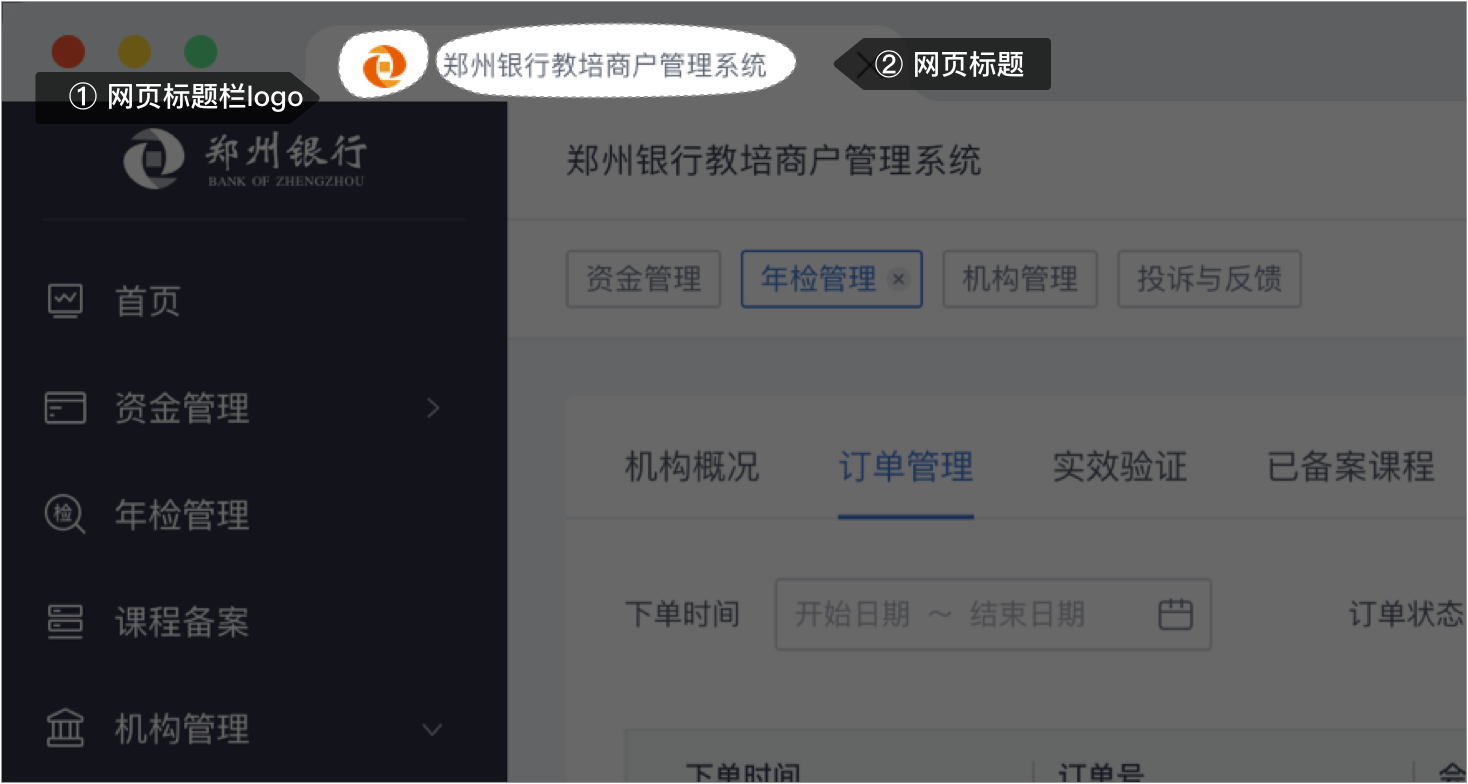 郑州银行教培商户管理系统
② 网页标题
① 网页标题栏logo
郑州银行
BANK OF ZHENGZHOU
郑州银行教培商户管理系统
资金管理
年检管理
机构管理
投诉与反馈
首页
资金管理
检
年检管理
课程备案
机构管理
机构概况
订单管理
实效验证
已备案课程
下单时间
开始日期 ~ 结束日期
订单状态
下单时间
订单号